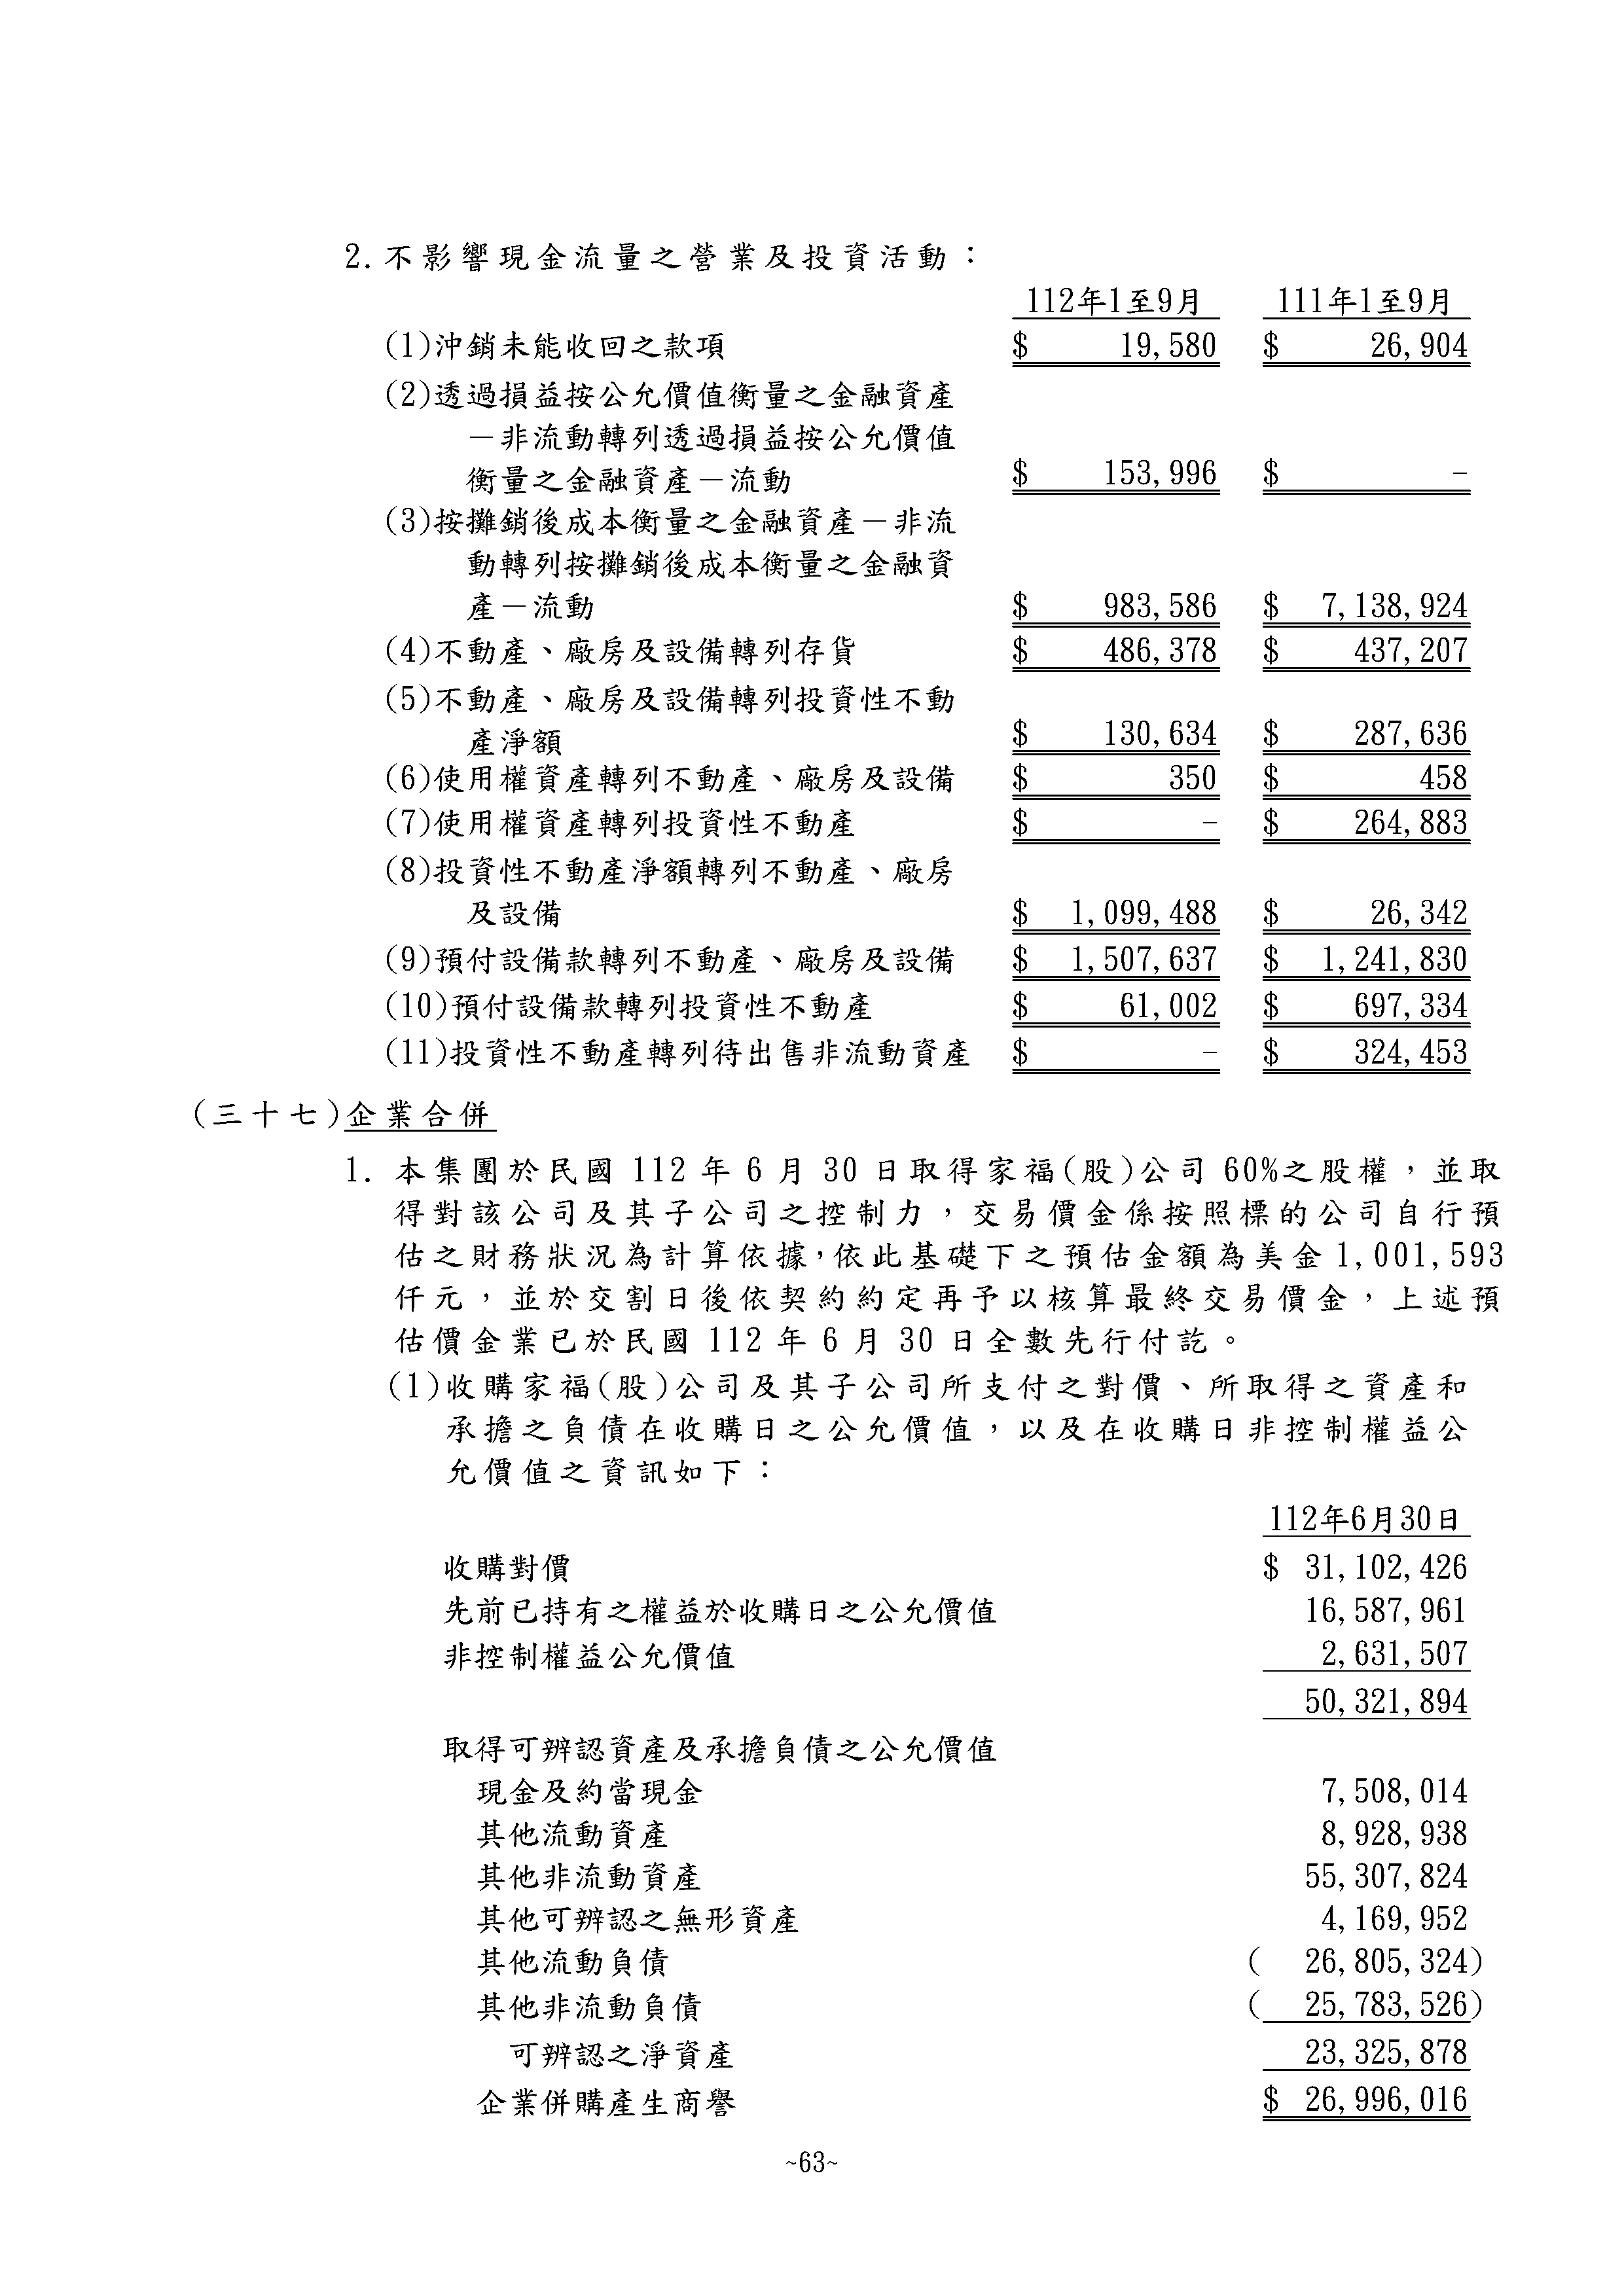 2.不影響現金流量之營業及投資活動：
112年1至9月 111年1至9月
(1)沖銷未能收回之款項 $ 19,580 $ 26,904
(2)透過損益按公允價值衡量之金融資產
－非流動轉列透過損益按公允價值
衡量之金融資產－流動 $ 153,996 $ -
(3)按攤銷後成本衡量之金融資產－非流
動轉列按攤銷後成本衡量之金融資
產－流動 $ 983,586 $ 7,138,924
(4)不動產、廠房及設備轉列存貨 $ 486,378 $ 437,207
(5)不動產、廠房及設備轉列投資性不動
產淨額 $ 130,634 $ 287,636
(6)使用權資產轉列不動產、廠房及設備 $ 350 $ 458
(7)使用權資產轉列投資性不動產 $ - $ 264,883
(8)投資性不動產淨額轉列不動產、廠房
及設備 $ 1,099,488 $ 26,342
(9)預付設備款轉列不動產、廠房及設備 $ 1,507,637 $ 1,241,830
(10)預付設備款轉列投資性不動產 $ 61,002 $ 697,334
(11)投資性不動產轉列待出售非流動資產 $ - $ 324,453
(三十七)企業合併
1. 本集團於民國 112 年 6 月 30 日取得家福(股)公司 60%之股權，並取
得對該公司及其子公司之控制力，交易價金係按照標的公司自行預
估之財務狀況為計算依據，依此基礎下之預估金額為美金 1,001,593
仟元，並於交割日後依契約約定再予以核算最終交易價金，上述預
估價金業已於民國 112 年 6 月 30 日全數先行付訖。
(1)收購家福(股)公司及其子公司所支付之對價、所取得之資產和
承擔之負債在收購日之公允價值，以及在收購日非控制權益公
允價值之資訊如下：
112年6月30日
收購對價 $ 31,102,426
先前已持有之權益於收購日之公允價值 16,587,961
非控制權益公允價值 2,631,507
50,321,894
取得可辨認資產及承擔負債之公允價值
現金及約當現金 7,508,014
其他流動資產 8,928,938
其他非流動資產 55,307,824
其他可辨認之無形資產 4,169,952
其他流動負債 ( 26,805,324)
其他非流動負債 ( 25,783,526)
可辨認之淨資產 23,325,878
企業併購產生商譽 $ 26,996,016
~63~